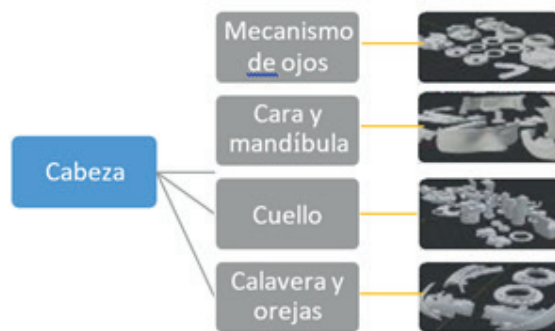 Mecanismo
de ojos
Cara y
mandíbula
Cabeza
Cuello
Calavera y
orejas